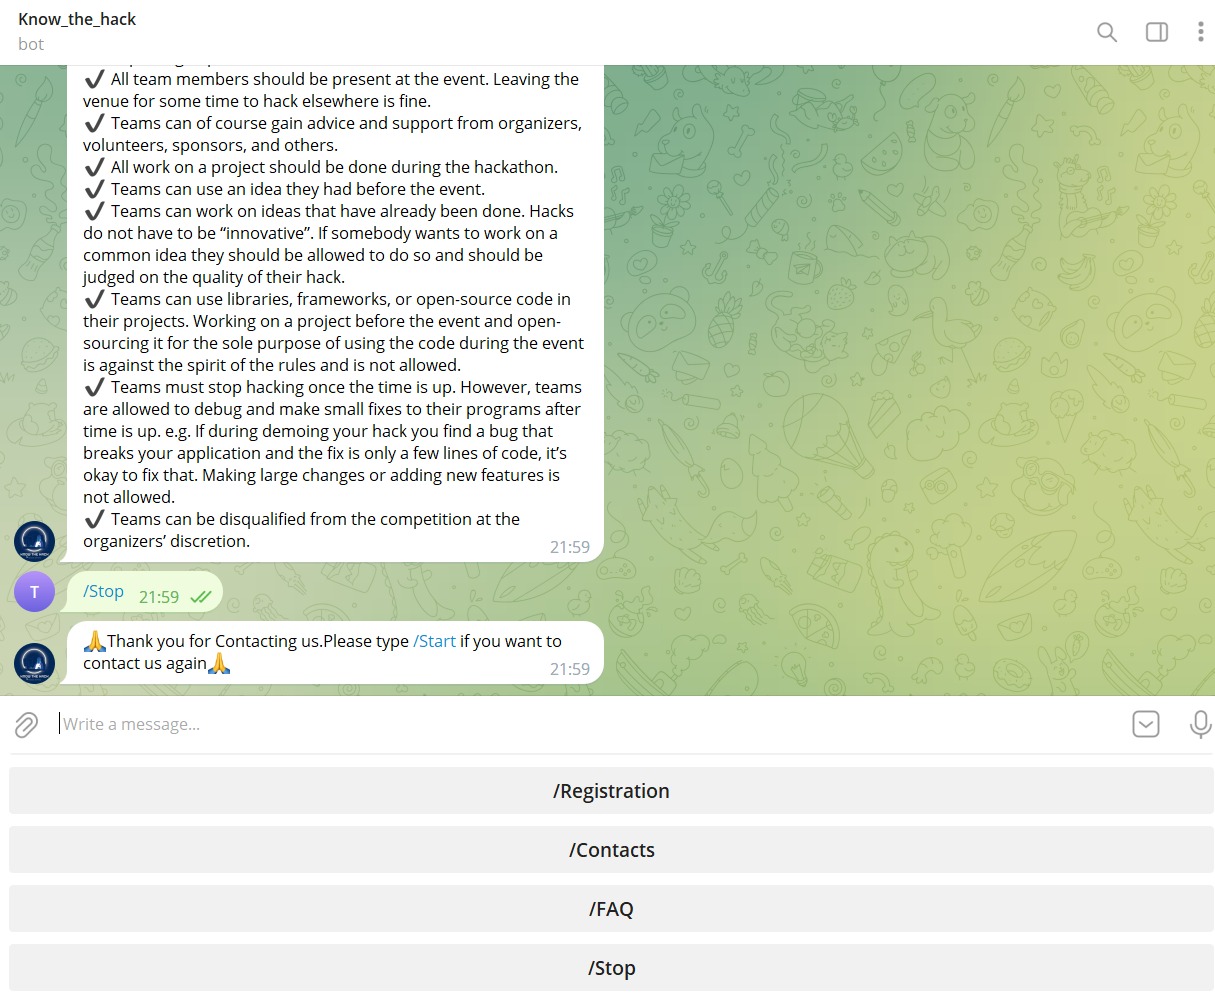 Know_the_hack
bot
✔ All team members should be present at the event. Leaving the
venue for some time to hack elsewhere is fine.
✔ Teams can of course gain advice and support from organizers,
volunteers, sponsors, and others.
✔ All work on a project should be done during the hackathon.
✔ Teams can use an idea they had before the event.
✔ Teams can work on ideas that have already been done. Hacks
do not have to be “innovative”. If somebody wants to work on a
common idea they should be allowed to do so and should be
judged on the quality of their hack.
✔ Teams can use libraries, frameworks, or open-source code in
their projects. Working on a project before the event and open-
sourcing it for the sole purpose of using the code during the event
is against the spirit of the rules and is not allowed.
✔ Teams must stop hacking once the time is up. However, teams
are allowed to debug and make small fixes to their programs after
time is up. e.g. If during demoing your hack you find a bug that
breaks your application and the fix is only a few lines of code, it’s
okay to fix that. Making large changes or adding new features is
not allowed.
✔ Teams can be disqualified from the competition at the
organizers’ discretion.
21:59
T
/Stop 21:59
🙏Thank you for Contacting us.Please type /Start if you want to
contact us again🙏
21:59
Write a message...
/Registration
/Contacts
/FAQ
/Stop